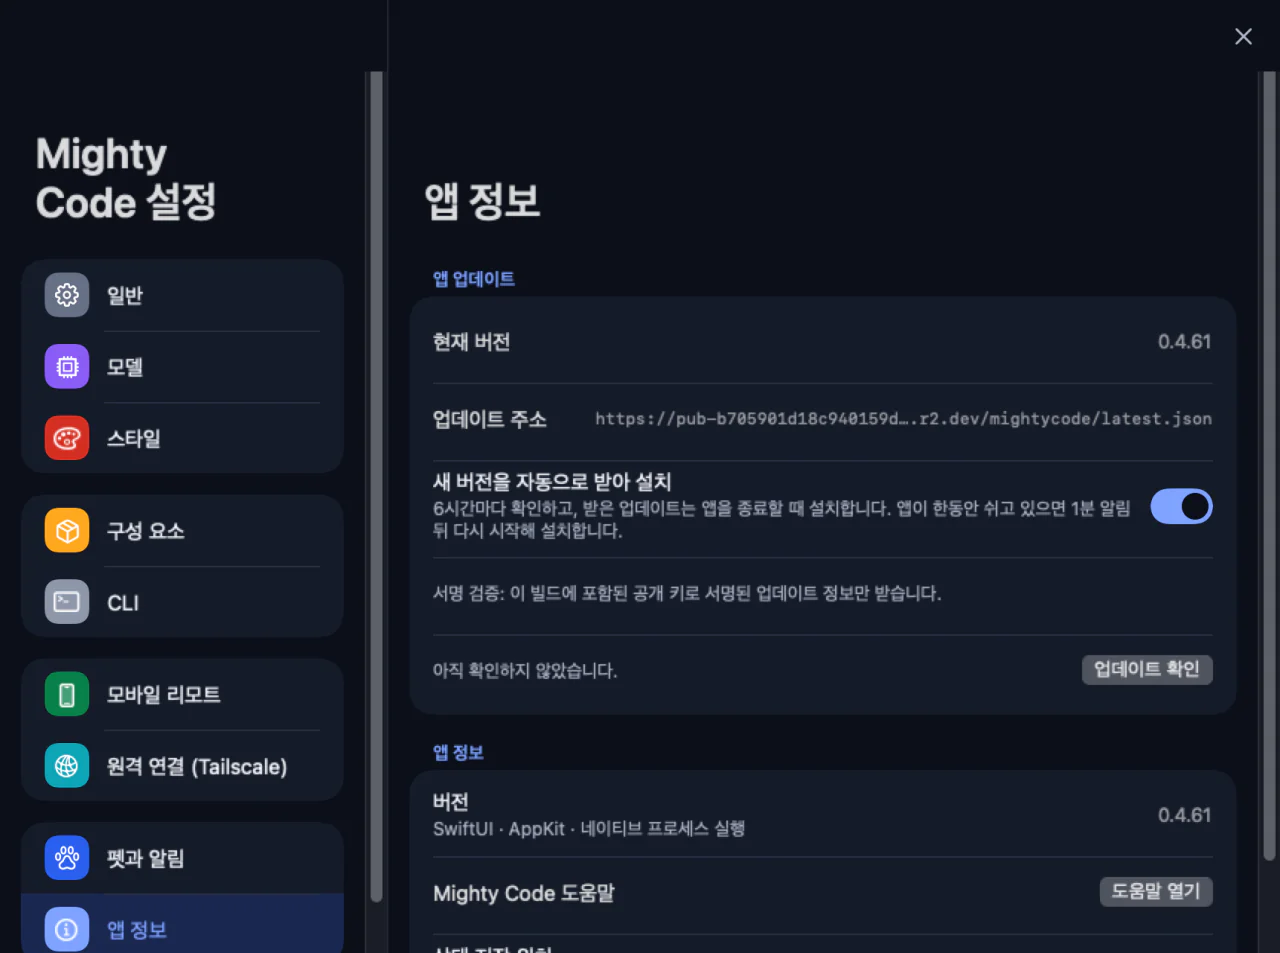 Mighty
Code 설정
일반
모델
스타일
구성 요소
CLI
모바일 리모트
원격 연결 (Tailscale)
펫과 알림
앱 정보
앱 정보
앱 업데이트
현재 버전 0.4.61
업데이트 주소 https://pub-b705901d18c940159d….r2.dev/mightycode/latest.json
새 버전을 자동으로 받아 설치
6시간마다 확인하고, 받은 업데이트는 앱을 종료할 때 설치합니다. 앱이 한동안 쉬고 있으면 1분 알림
뒤 다시 시작해 설치합니다.
서명 검증: 이 빌드에 포함된 공개 키로 서명된 업데이트 정보만 받습니다.
아직 확인하지 않았습니다. 업데이트 확인
앱 정보
버전 0.4.61
SwiftUI · AppKit · 네이티브 프로세스 실행
Mighty Code 도움말 도움말 열기